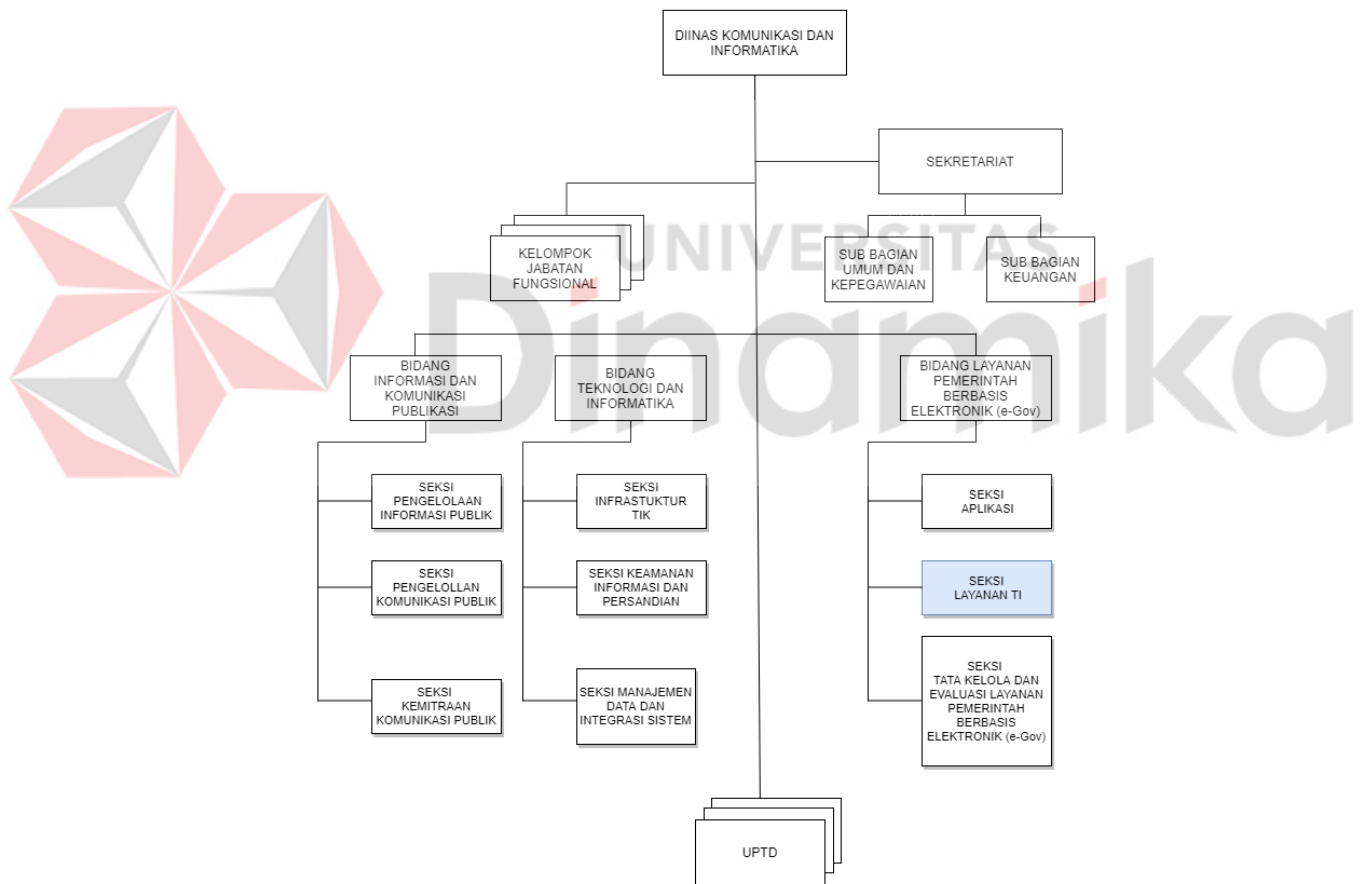 DIINAS KOMUNIKASI DAN
INFORMATIKA
SEKRETARIAT
KELOMPOK
JABATAN
FUNGSIONAL
SUB BAGIAN
UMUM DAN
KEPEGAWAIAN
SUB BAGIAN
KEUANGAN
UNIVERSITAS
Dinamika
BIDANG
INFORMASI DAN
KOMUNIKASI
PUBLIKASI
BIDANG
TEKNOLOGI DAN
INFORMATIKA
BIDANG LAYANAN
PEMERINTAH
BERBASIS
ELEKTRONIK (e-Gov)
SEKSI
PENGELOLAAN
INFORMASI PUBLIK
SEKSI
INFRASTUKTUR
TIK
SEKSI
APLIKASI
SEKSI
PENGELOLLAN
KOMUNIKASI PUBLIK
SEKSI KEAMANAN
INFORMASI DAN
PERSANDIAN
SEKSI
LAYANAN TI
SEKSI
KEMITRAAN
KOMUNIKASI PUBLIK
SEKSI MANAJEMEN
DATA DAN
INTEGRASI SISTEM
SEKSI
TATA KELOLA DAN
EVALUASI LAYANAN
PEMERINTAH
BERBASIS
ELEKTRONIK (e-Gov)
UPTD